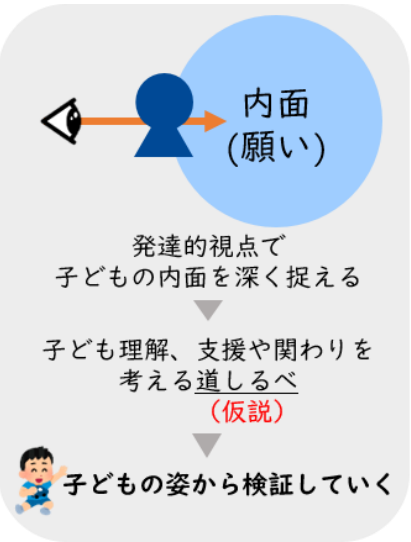 内面
(願い)
発達的視点で
子どもの内面を深く捉える
子ども理解、支援や関わりを
考える道しるべ
（仮説）
子どもの姿から検証していく